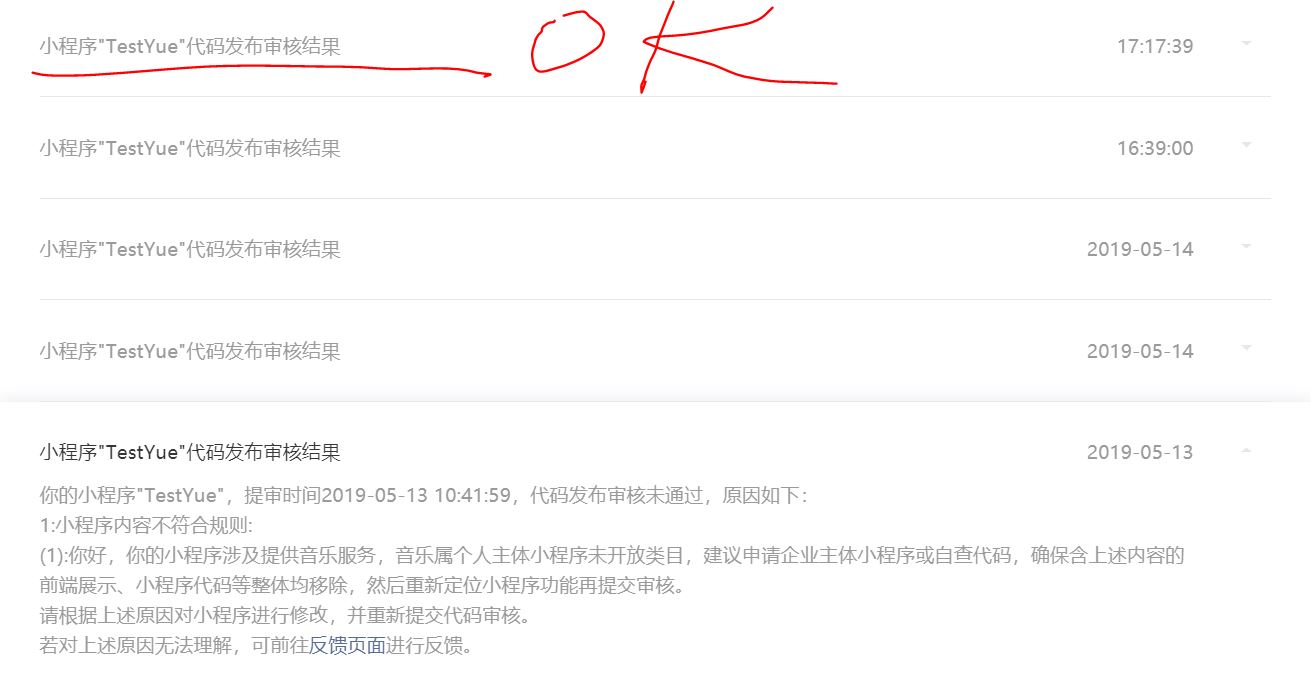 小程序"TestYue"代码发布审核结果 OK 17:17:39
小程序"TestYue"代码发布审核结果 16:39:00
小程序"TestYue"代码发布审核结果 2019-05-14
小程序"TestYue"代码发布审核结果 2019-05-14
小程序"TestYue"代码发布审核结果 2019-05-13
你的小程序"TestYue"，提审时间2019-05-13 10:41:59，代码发布审核未通过，原因如下：
1:小程序内容不符合规则:
(1):你好，你的小程序涉及提供音乐服务，音乐属个人主体小程序未开放类目，建议申请企业主体小程序或自查代码，确保含上述内容的
前端展示、小程序代码等整体均移除，然后重新定位小程序功能再提交审核。
请根据上述原因对小程序进行修改，并重新提交代码审核。
若对上述原因无法理解，可前往反馈页面进行反馈。